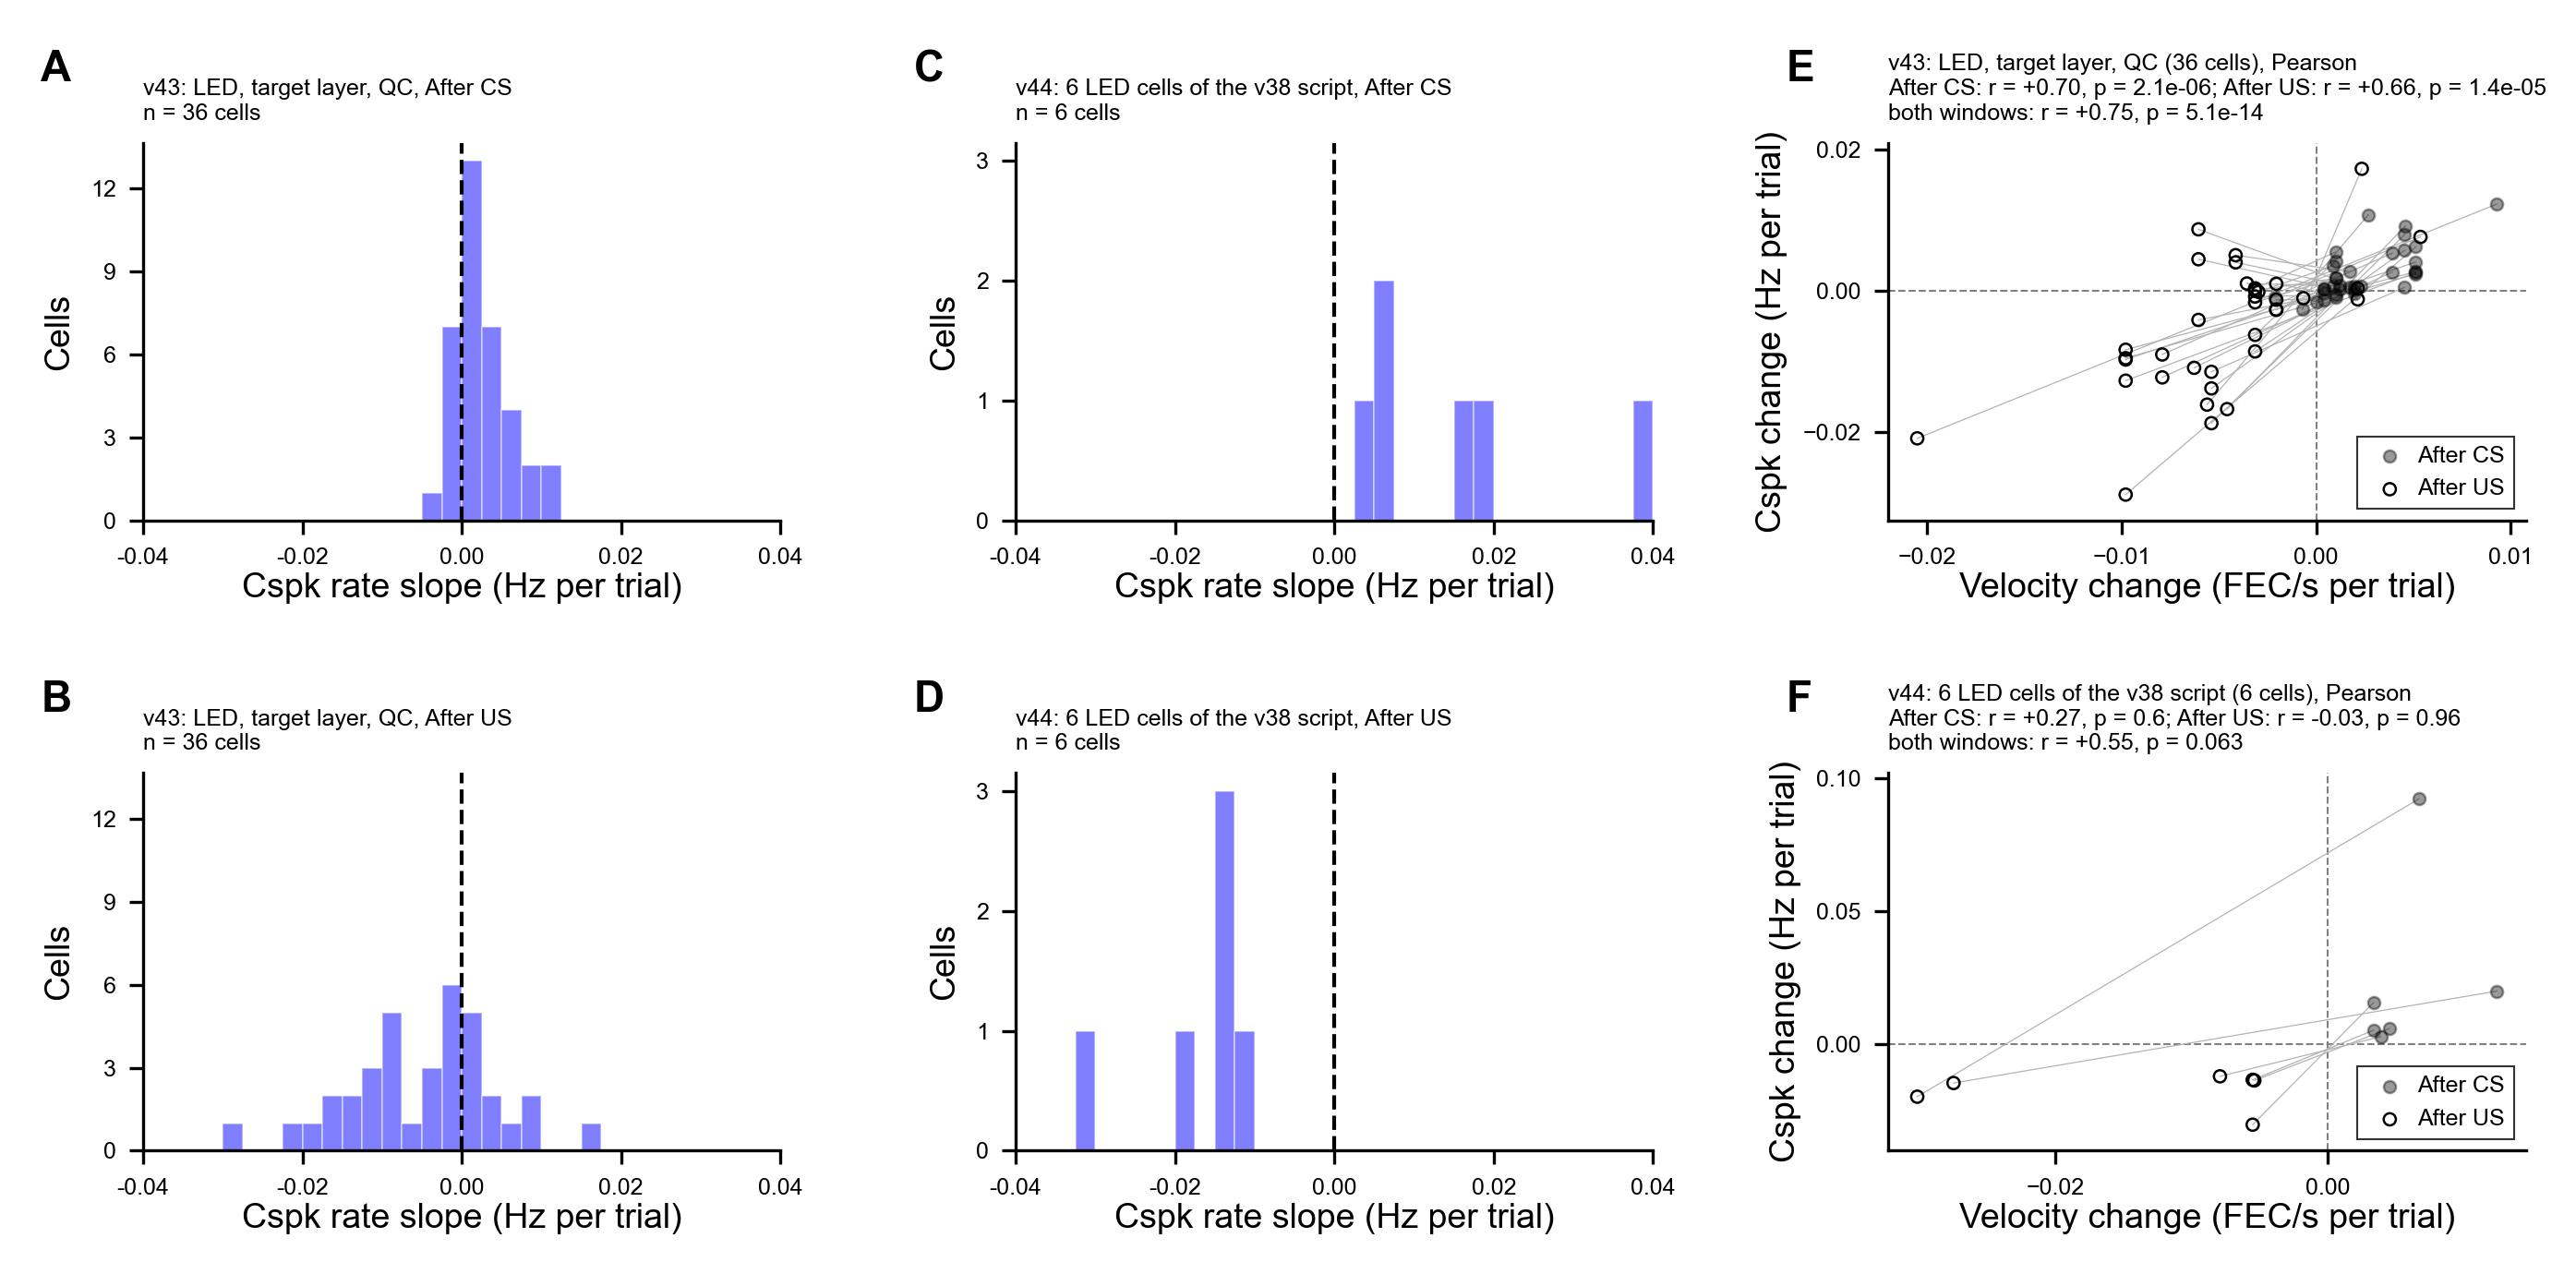 A
v43: LED, target layer, QC, After CS
n = 36 cells
12
9
6
3
0
Cells
-0.04
-0.02
0.00
0.02
0.04
Cspk rate slope (Hz per trial)
C
v44: 6 LED cells of the v38 script, After CS
n = 6 cells
3
2
1
0
Cells
-0.04
-0.02
0.00
0.02
0.04
Cspk rate slope (Hz per trial)
E
v43: LED, target layer, QC (36 cells), Pearson
After CS: r = +0.70, p = 2.1e-06; After US: r = +0.66, p = 1.4e-05
both windows: r = +0.75, p = 5.1e-14
0.02
0.00
−0.02
Cspk change (Hz per trial)
After CS
After US
−0.02
−0.01
0.00
0.01
Velocity change (FEC/s per trial)
B
v43: LED, target layer, QC, After US
n = 36 cells
12
9
6
3
0
Cells
-0.04
-0.02
0.00
0.02
0.04
Cspk rate slope (Hz per trial)
D
v44: 6 LED cells of the v38 script, After US
n = 6 cells
3
2
1
0
Cells
-0.04
-0.02
0.00
0.02
0.04
Cspk rate slope (Hz per trial)
F
v44: 6 LED cells of the v38 script (6 cells), Pearson
After CS: r = +0.27, p = 0.6; After US: r = -0.03, p = 0.96
both windows: r = +0.55, p = 0.063
0.10
0.05
0.00
Cspk change (Hz per trial)
After CS
After US
−0.02
0.00
Velocity change (FEC/s per trial)